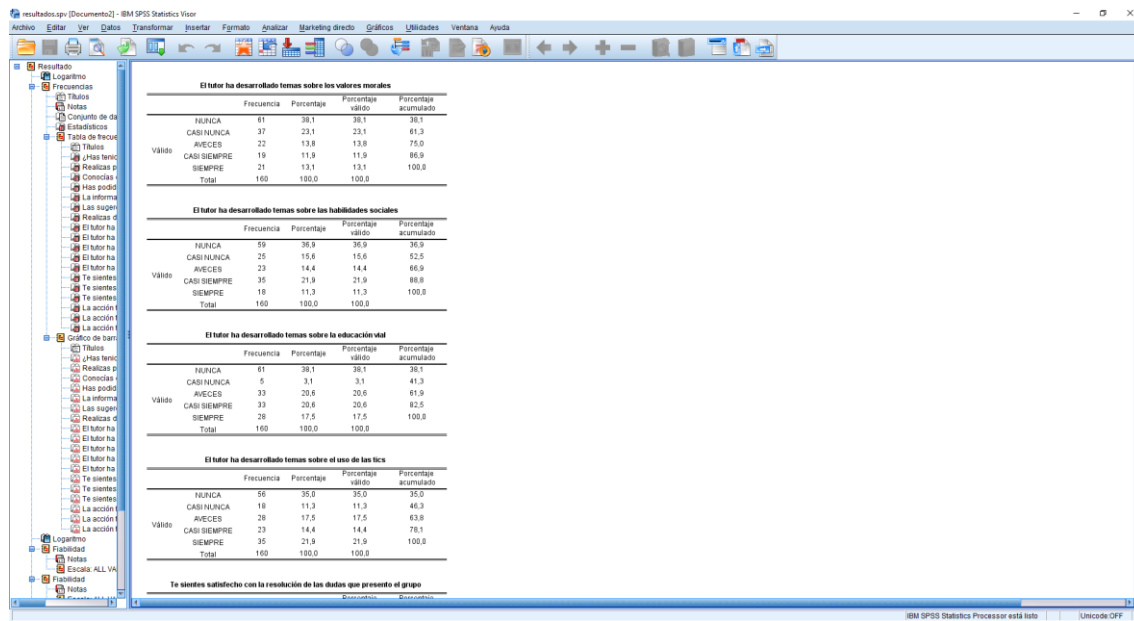 resultados.spv [Documento2] - IBM SPSS Statistics Visor
Archivo Editar Ver Datos Transformar Insertar Formato Analizar Marketing directo Gráficos Utilidades Ventana Ayuda
Resultado
Logaritmo
Frecuencias
Títulos
Notas
Conjunto de da
Estadísticos
Tabla de frecue
Títulos
¿Has tenic
Realizas p
Conocías
Has podid
La informa
Las suger
Realizas d
El tutor ha
El tutor ha
El tutor ha
El tutor ha
El tutor ha
Te sientes
Te sientes
Te sientes
La acción t
La acción t
La acción t
Gráfico de barr
Títulos
¿Has tenic
Realizas p
Conocías
Has podid
La informa
Las suger
Realizas d
El tutor ha
El tutor ha
El tutor ha
El tutor ha
Te sientes
Te sientes
Te sientes
La acción t
La acción t
La acción t
Logaritmo
Fiabilidad
Notas
Escala: ALL VA
Fiabilidad
Notas
El tutor ha desarrollado temas sobre los valores morales
Frecuencia Porcentaje Porcentaje válido Porcentaje acumulado
Válido NUNCA 61 38,1 38,1 38,1
CASI NUNCA 37 23,1 23,1 61,3
AVECES 22 13,8 13,8 75,0
CASI SIEMPRE 19 11,9 11,9 86,9
SIEMPRE 21 13,1 13,1 100,0
Total 160 100,0 100,0
El tutor ha desarrollado temas sobre las habilidades sociales
Frecuencia Porcentaje Porcentaje válido Porcentaje acumulado
Válido NUNCA 59 36,9 36,9 36,9
CASI NUNCA 25 15,6 15,6 52,5
AVECES 23 14,4 14,4 66,9
CASI SIEMPRE 35 21,9 21,9 88,8
SIEMPRE 18 11,3 11,3 100,0
Total 160 100,0 100,0
El tutor ha desarrollado temas sobre la educación vial
Frecuencia Porcentaje Porcentaje válido Porcentaje acumulado
Válido NUNCA 61 38,1 38,1 38,1
CASI NUNCA 5 3,1 3,1 41,3
AVECES 33 20,6 20,6 61,9
CASI SIEMPRE 33 20,6 20,6 82,5
SIEMPRE 28 17,5 17,5 100,0
Total 160 100,0 100,0
El tutor ha desarrollado temas sobre el uso de las tics
Frecuencia Porcentaje Porcentaje válido Porcentaje acumulado
Válido NUNCA 56 35,0 35,0 35,0
CASI NUNCA 18 11,3 11,3 46,3
AVECES 28 17,5 17,5 63,8
CASI SIEMPRE 23 14,4 14,4 78,1
SIEMPRE 35 21,9 21,9 100,0
Total 160 100,0 100,0
Te sientes satisfecho con la resolución de las dudas que presento el grupo
IBM SPSS Statistics Processor está listo Unicode:OFF